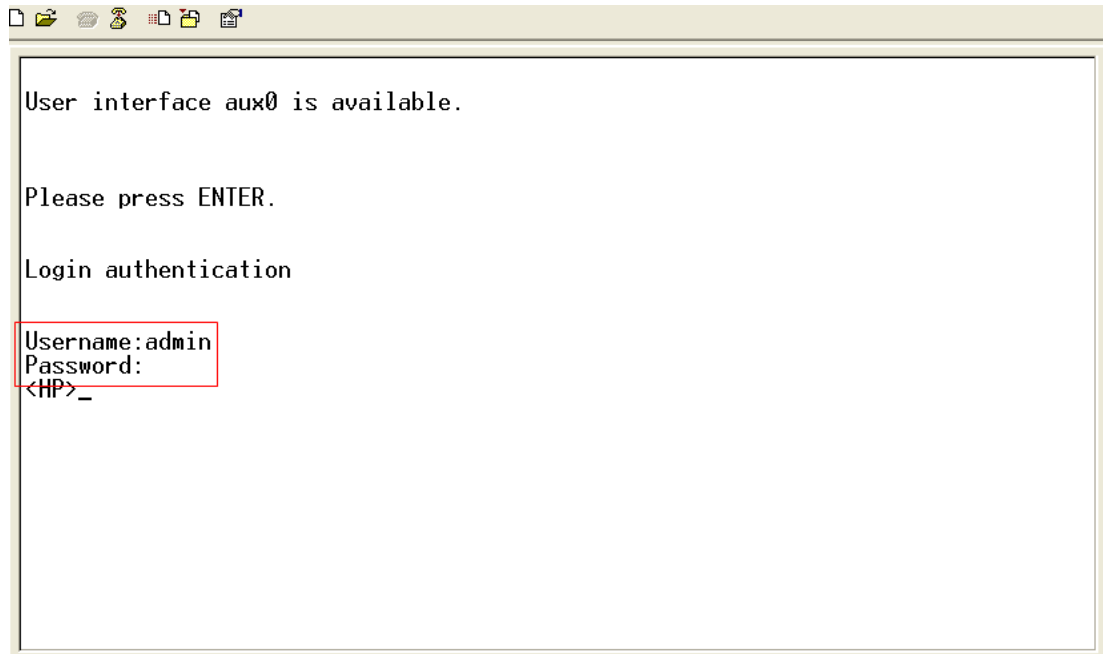 User interface aux0 is available.
Please press ENTER.
Login authentication
Username:admin
Password:
<HP>_